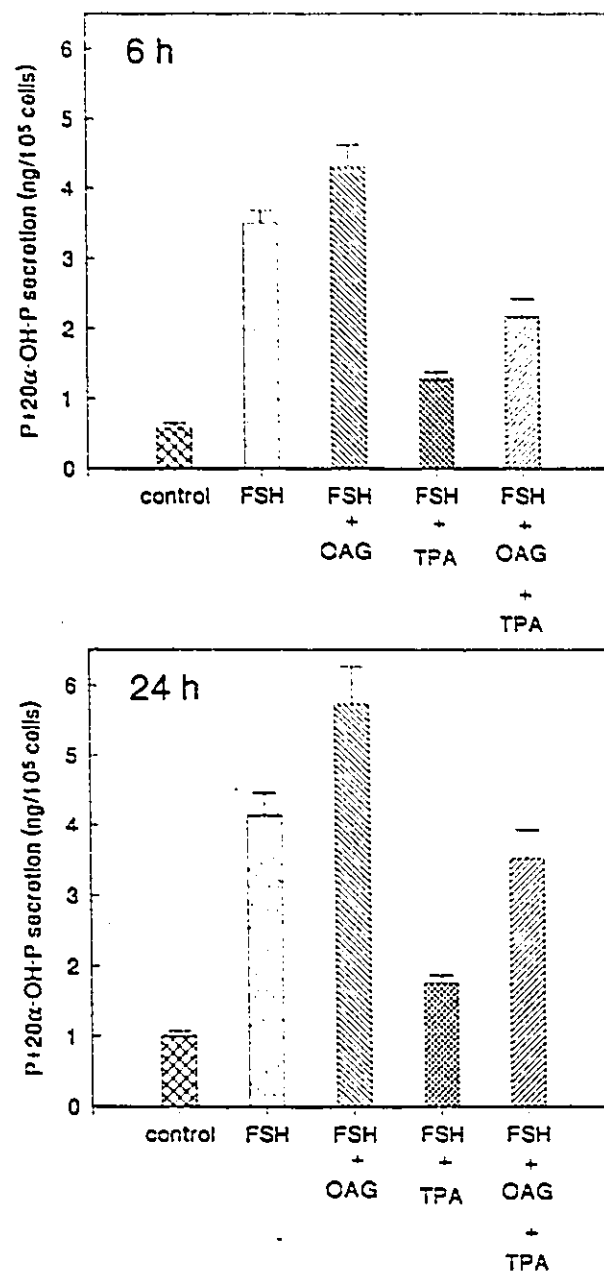 6 h
P+20α-OH-P secretion (ng/10⁵ cells)
6
5
4
3
2
1
0
control FSH FSH FSH FSH
+ + +
OAG TPA OAG
+
TPA
24 h
P+20α-OH-P secretion (ng/10⁵ cells)
6
5
4
3
2
1
0
control FSH FSH FSH FSH
+ + +
OAG TPA OAG
+
TPA